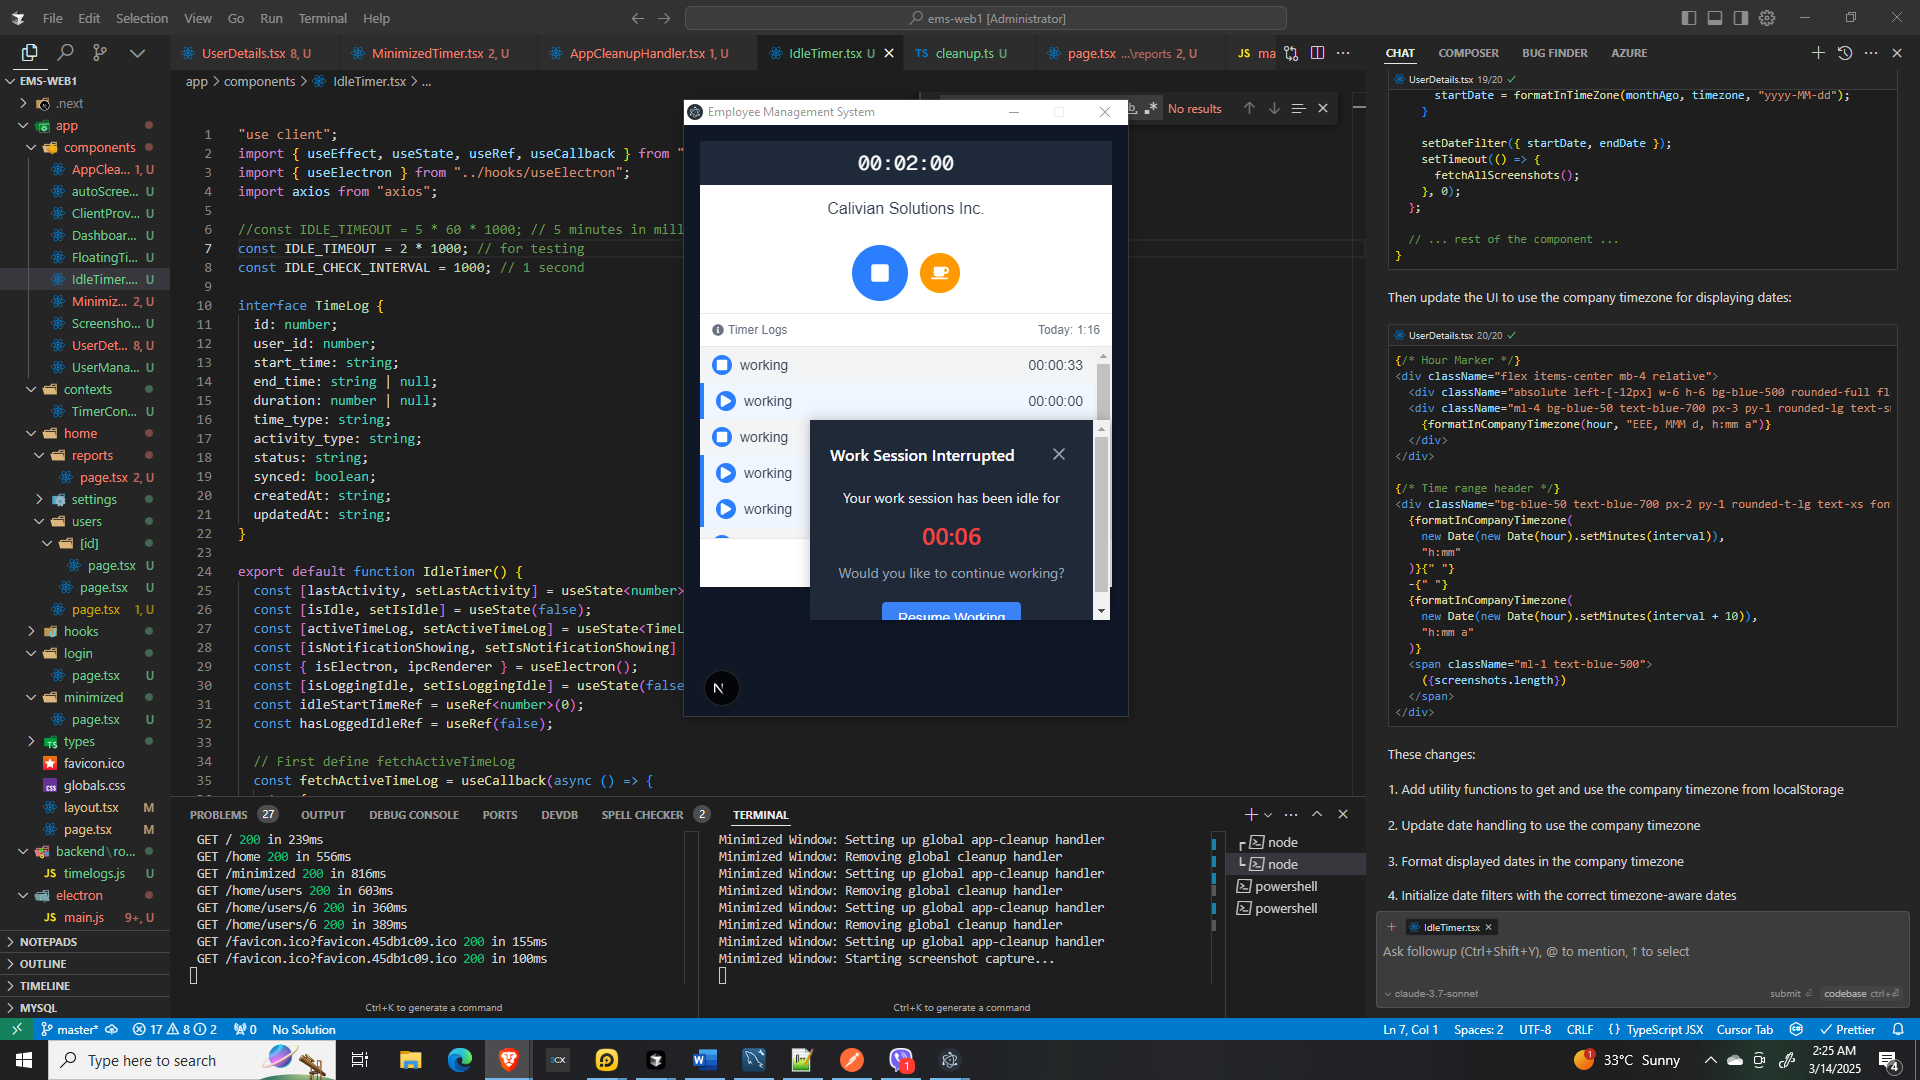 File Edit Selection View Go Run Terminal Help
ems-web1 [Administrator]
UserDetails.tsx 8, U
MinimizedTimer.tsx 2, U
AppCleanupHandler.tsx 1, U
IdleTimer.tsx U
TS cleanup.ts U
page.tsx ...\reports 2, U
JS ma
CHAT COMPOSER BUG FINDER AZURE
EMS-WEB1
.next
app
components
AppClea... 1, U
autoScree... U
ClientProv... U
Dashboar... U
FloatingTi... U
IdleTimer.... U
Minimiz... 2, U
Screensho... U
UserDet... 8, U
UserMana... U
contexts
TimerCon... U
home
reports
page.tsx 2, U
settings
users
[id]
page.tsx U
page.tsx U
page.tsx 1, U
hooks
login
page.tsx U
minimized
page.tsx U
types
favicon.ico
globals.css
layout.tsx M
page.tsx M
backend\ro...
JS timelogs.js U
electron
JS main.js 9+, U
NOTEPADS
OUTLINE
TIMELINE
MYSQL
app > components > IdleTimer.tsx > ...
No results
1 "use client";
2 import { useEffect, useState, useRef, useCallback } from "
3 import { useElectron } from "../hooks/useElectron";
4 import axios from "axios";
5
6 //const IDLE_TIMEOUT = 5 * 60 * 1000; // 5 minutes in mill
7 const IDLE_TIMEOUT = 2 * 1000; // for testing
8 const IDLE_CHECK_INTERVAL = 1000; // 1 second
9
10 interface TimeLog {
11 id: number;
12 user_id: number;
13 start_time: string;
14 end_time: string | null;
15 duration: number | null;
16 time_type: string;
17 activity_type: string;
18 status: string;
19 synced: boolean;
20 createdAt: string;
21 updatedAt: string;
22 }
23
24 export default function IdleTimer() {
25 const [lastActivity, setLastActivity] = useState<number>
26 const [isIdle, setIsIdle] = useState(false);
27 const [activeTimeLog, setActiveTimeLog] = useState<TimeL
28 const [isNotificationShowing, setIsNotificationShowing]
29 const { isElectron, ipcRenderer } = useElectron();
30 const [isLoggingIdle, setIsLoggingIdle] = useState(false
31 const idleStartTimeRef = useRef<number>(0);
32 const hasLoggedIdleRef = useRef(false);
33
34 // First define fetchActiveTimeLog
35 const fetchActiveTimeLog = useCallback(async () => {
Employee Management System
00:02:00
Calivian Solutions Inc.
Timer Logs Today: 1:16
working 00:00:33
working 00:00:00
working
working
working
Work Session Interrupted
Your work session has been idle for
00:06
Would you like to continue working?
Resume Working
N
PROBLEMS 27 OUTPUT DEBUG CONSOLE PORTS DEVDB SPELL CHECKER 2 TERMINAL
GET / 200 in 239ms
GET /home 200 in 556ms
GET /minimized 200 in 816ms
GET /home/users 200 in 603ms
GET /home/users/6 200 in 360ms
GET /home/users/6 200 in 389ms
GET /favicon.ico?favicon.45db1c09.ico 200 in 155ms
GET /favicon.ico?favicon.45db1c09.ico 200 in 100ms
Ctrl+K to generate a command
Minimized Window: Setting up global app-cleanup handler
Minimized Window: Removing global cleanup handler
Minimized Window: Setting up global app-cleanup handler
Minimized Window: Removing global cleanup handler
Minimized Window: Setting up global app-cleanup handler
Minimized Window: Removing global cleanup handler
Minimized Window: Setting up global app-cleanup handler
Minimized Window: Starting screenshot capture...
Ctrl+K to generate a command
node
node
powershell
powershell
UserDetails.tsx 19/20
startDate = formatInTimeZone(monthAgo, timezone, "yyyy-MM-dd");
}
setDateFilter({ startDate, endDate });
setTimeout(() => {
fetchAllScreenshots();
}, 0);
};
// ... rest of the component ...
}
Then update the UI to use the company timezone for displaying dates:
UserDetails.tsx 20/20
{/* Hour Marker */}
<div className="flex items-center mb-4 relative">
<div className="absolute left-[-12px] w-6 h-6 bg-blue-500 rounded-full fl
<div className="ml-4 bg-blue-50 text-blue-700 px-3 py-1 rounded-lg text-s
{formatInCompanyTimezone(hour, "EEE, MMM d, h:mm a")}
</div>
</div>
{/* Time range header */}
<div className="bg-blue-50 text-blue-700 px-2 py-1 rounded-t-lg text-xs fon
{formatInCompanyTimezone(
new Date(new Date(hour).setMinutes(interval)),
"h:mm"
)}{" "}
-{" "}
{formatInCompanyTimezone(
new Date(new Date(hour).setMinutes(interval + 10)),
"h:mm a"
)}
<span className="ml-1 text-blue-500">
({screenshots.length})
</span>
</div>
These changes:
1. Add utility functions to get and use the company timezone from localStorage
2. Update date handling to use the company timezone
3. Format displayed dates in the company timezone
4. Initialize date filters with the correct timezone-aware dates
IdleTimer.tsx
Ask followup (Ctrl+Shift+Y), @ to mention, ↑ to select
claude-3.7-sonnet submit codebase ctrl+
master* 17 8 2 0 No Solution
Ln 7, Col 1 Spaces: 2 UTF-8 CRLF {} TypeScript JSX Cursor Tab Prettier
Type here to search
33°C Sunny
2:25 AM
3/14/2025
4